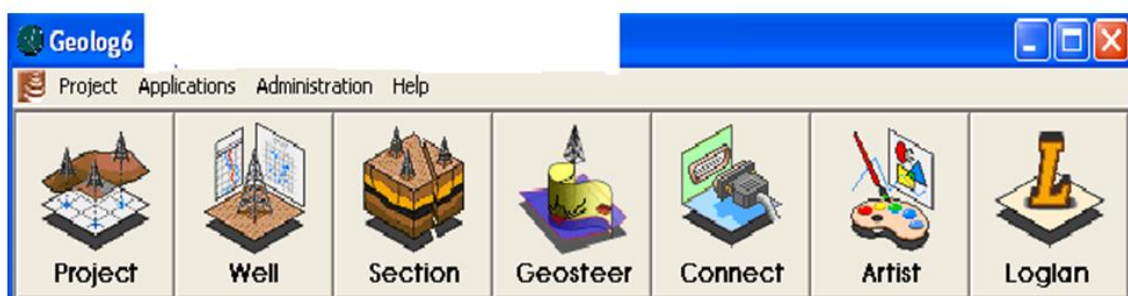 Geolog6
Project Applications Administration Help
Project Well Section Geosteer Connect Artist Loglan